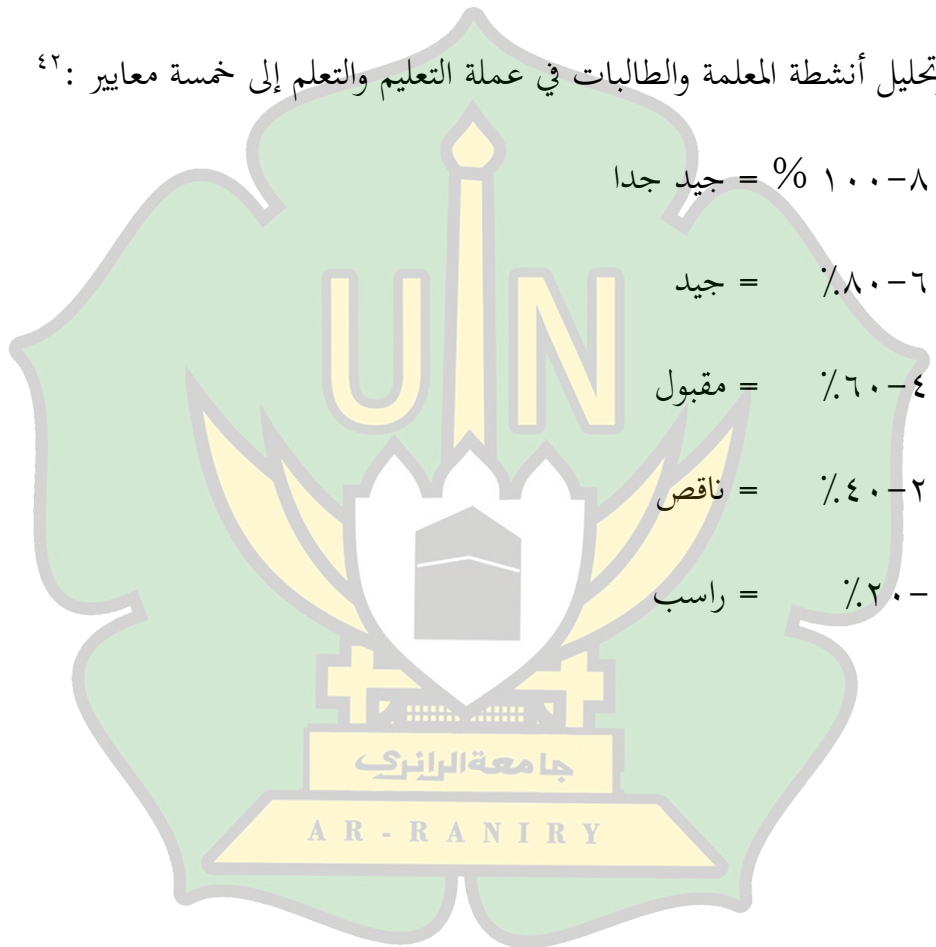 تحليل أنشطة المعلمة والطالبات في عملة التعليم والتعلم إلى خمسة معايير :٤٢
٨-١٠٠ % = جيد جدا
٦-٨٠٪ = جيد
٤-٦٠٪ = مقبول
٢-٤٠٪ = ناقص
-٢٠٪ = راسب
UIN
جامعة الرانري
AR-RANIRY